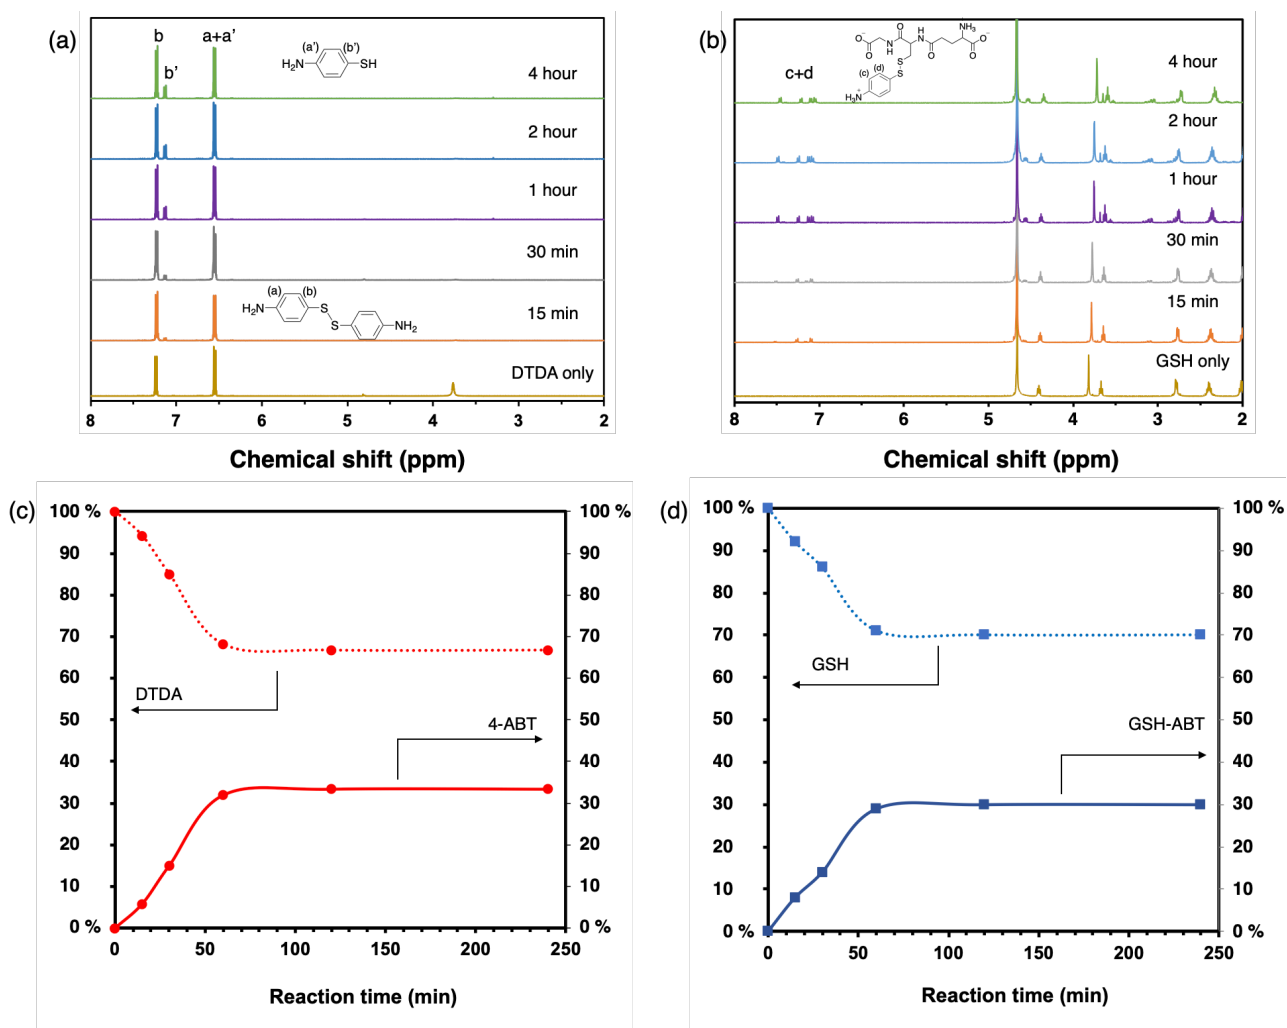 (a)
b
a+a'
b'
(a')
(b')
H₂N
SH
4 hour
2 hour
1 hour
30 min
(a)
(b)
H₂N
S
S
NH₂
15 min
DTDA only
8
7
6
5
4
3
2
Chemical shift (ppm)
(b)
c+d
O⁻
O
O
N
H
H
N
O
NH₃
O⁻
O
S
S
(c)
(d)
H₃N
+
4 hour
2 hour
1 hour
30 min
15 min
GSH only
8
7
6
5
4
3
2
Chemical shift (ppm)
(c)
100 %
90
80
70
60
50
40
30
20
10
0 %
DTDA
4-ABT
100 %
90
80
70
60
50
40
30
20
10
0 %
0
50
100
150
200
250
Reaction time (min)
(d)
100 %
90
80
70
60
50
40
30
20
10
0 %
GSH
GSH-ABT
100 %
90
80
70
60
50
40
30
20
10
0 %
0
50
100
150
200
250
Reaction time (min)